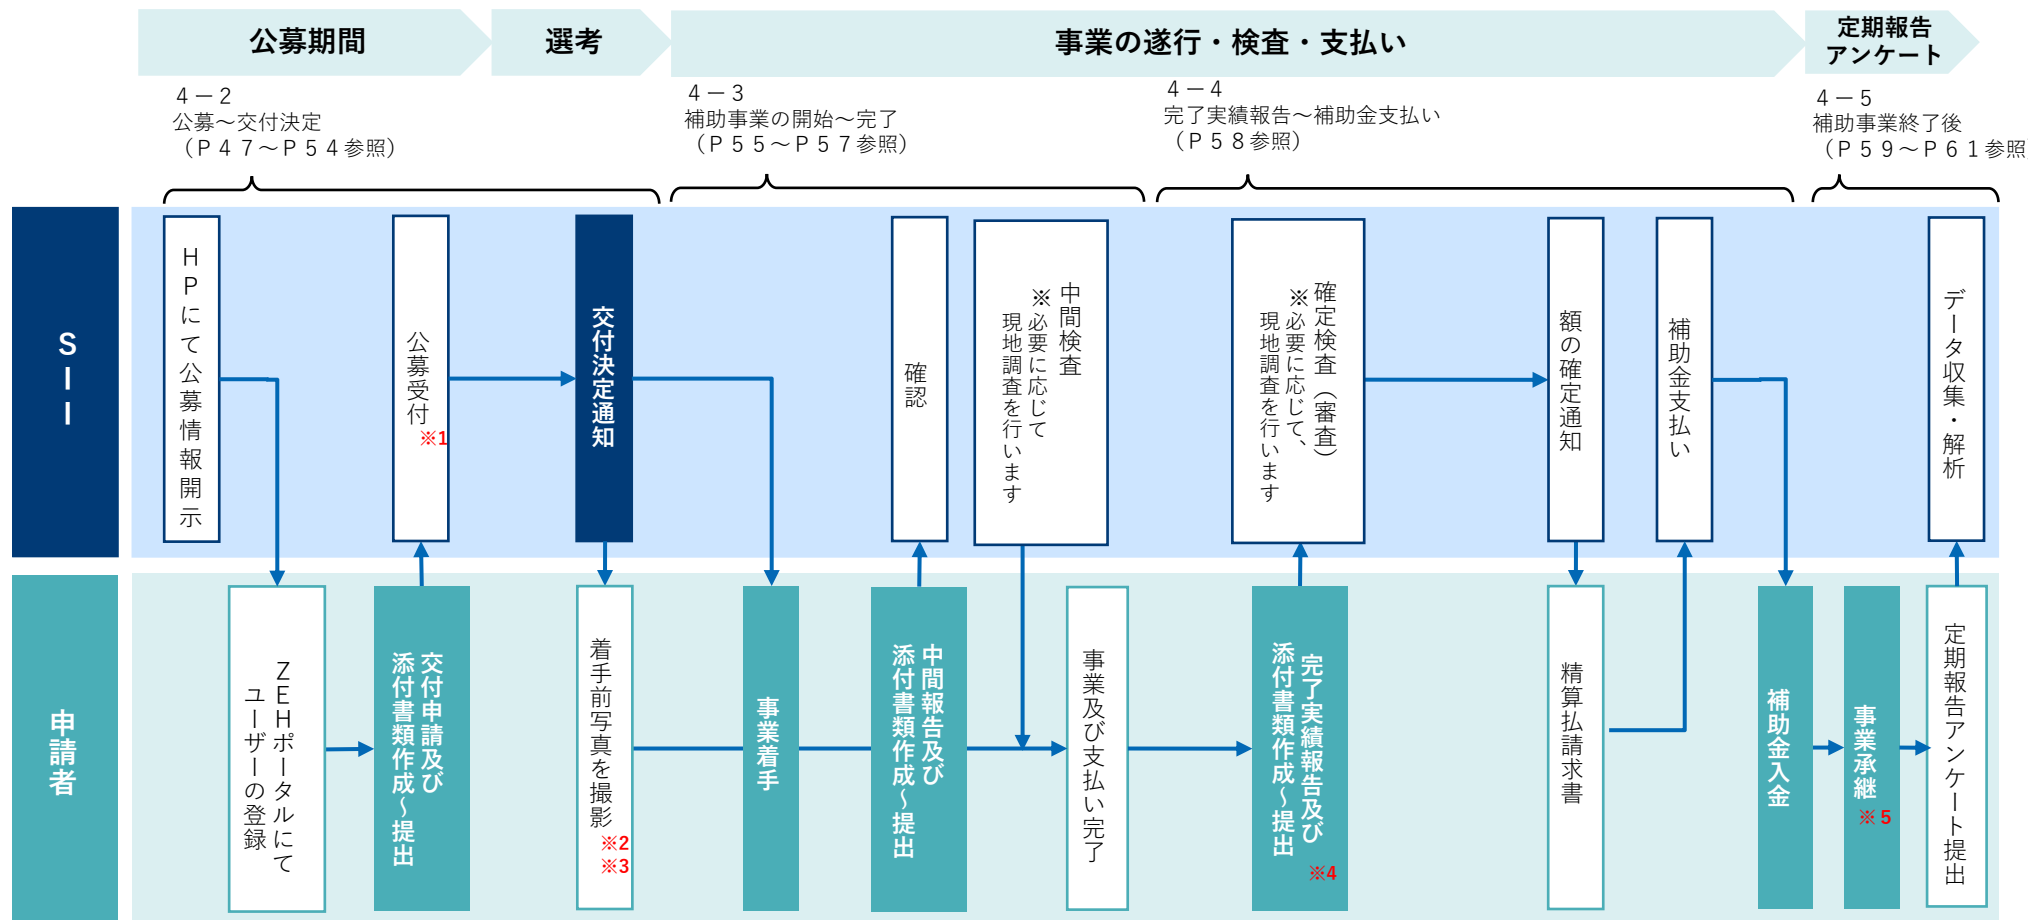 公募期間
選考
事業の遂行・検査・支払い
定期報告
アンケート
４－２
公募～交付決定
（Ｐ４７～Ｐ５４参照）
４－３
補助事業の開始～完了
（Ｐ５５～Ｐ５７参照）
４－４
完了実績報告～補助金支払い
（Ｐ５８参照）
４－５
補助事業終了後
（Ｐ５９～Ｐ６１参照
ＳＩＩ
ＨＰにて公募情報開示
公募受付
※1
交付決定通知
確認
中間検査
※必要に応じて
現地調査を行います
確定検査（審査）
※必要に応じて、
現地調査を行います
額の確定通知
補助金支払い
データ収集・解析
申請者
ＺＥＨポータルにて
ユーザーの登録
交付申請及び
添付書類作成～提出
着手前写真を撮影
※2
※3
事業着手
中間報告及び
添付書類作成～提出
事業及び支払い完了
完了実績報告及び
添付書類作成～提出
※4
精算払請求書
補助金入金
事業承継
※5
定期報告アンケート提出